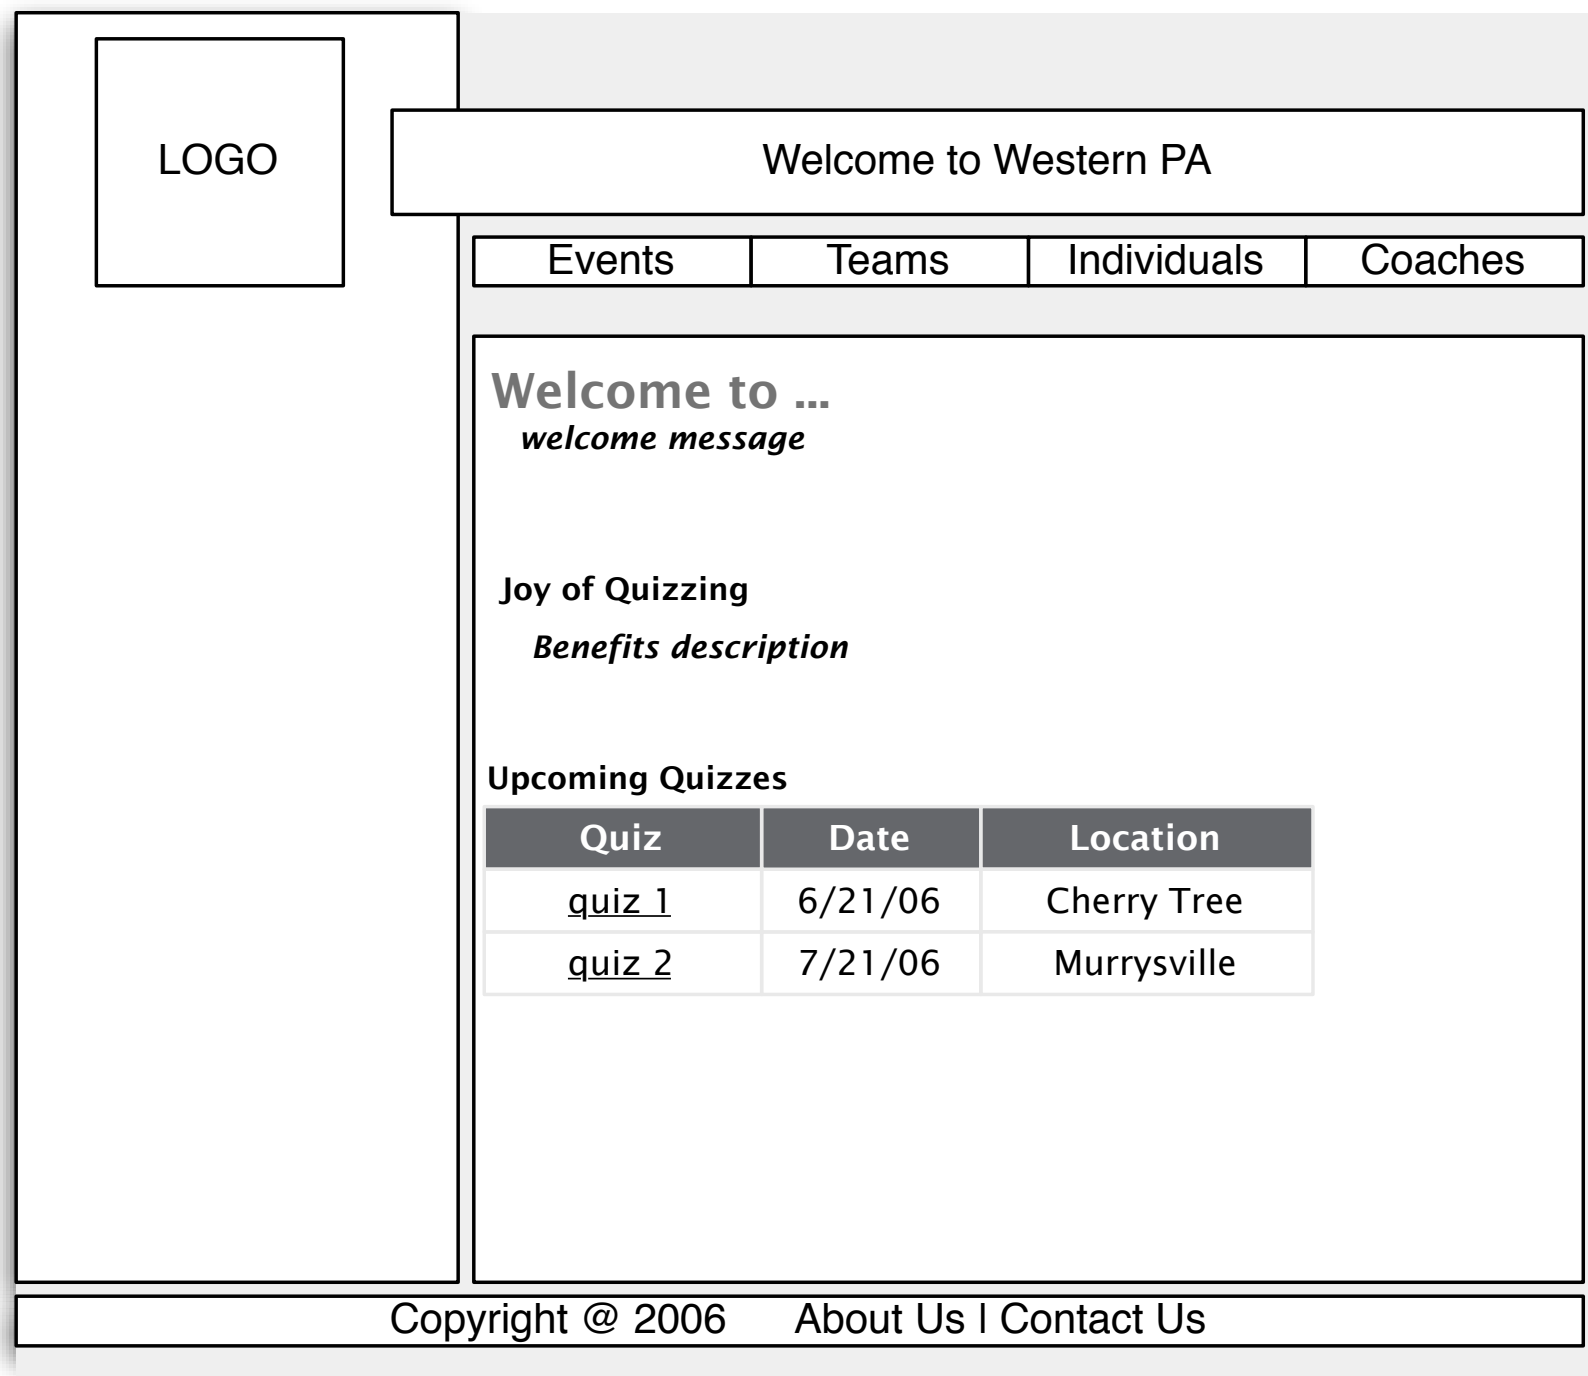 LOGO
Welcome to Western PA
Events Teams Individuals Coaches
Welcome to ...
welcome message
Joy of Quizzing
Benefits description
Upcoming Quizzes
Quiz Date Location
quiz 1 6/21/06 Cherry Tree
quiz 2 7/21/06 Murrysville
Copyright @ 2006 About Us | Contact Us